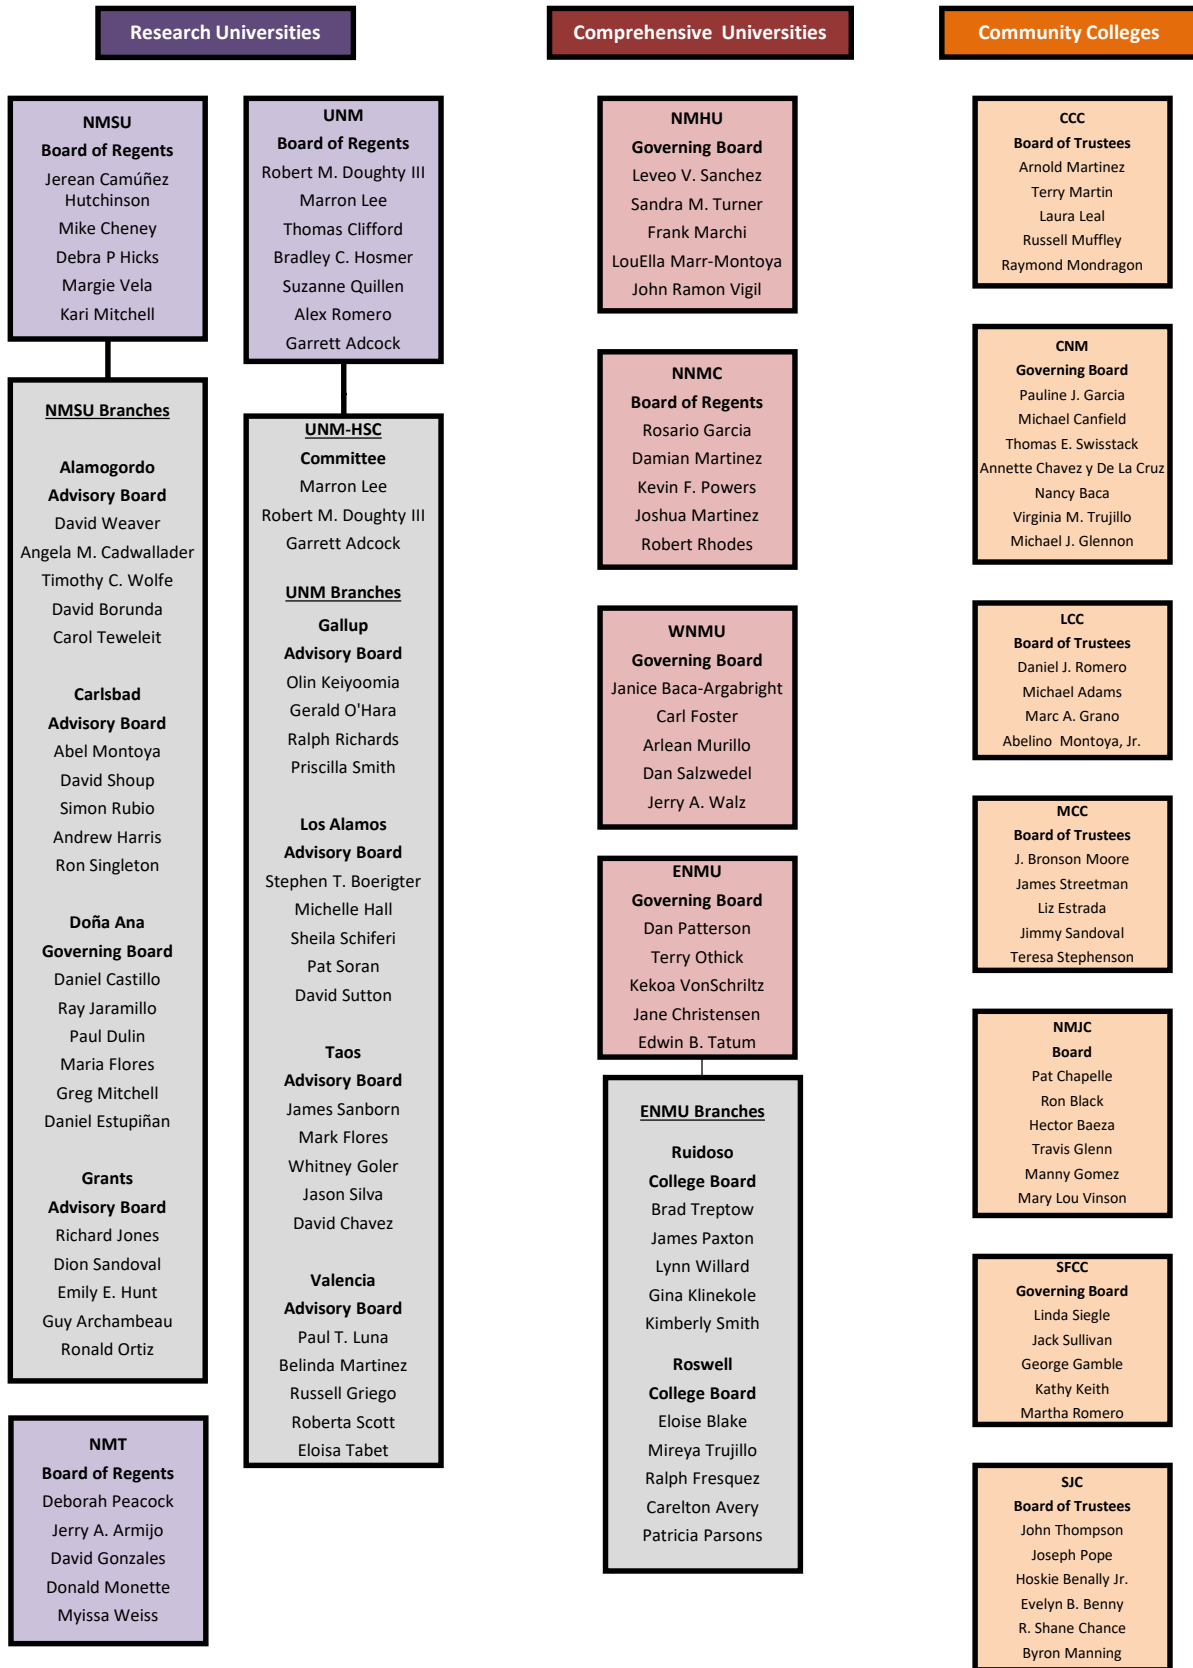 Research Universities
NMSU
Board of Regents
Jerean Camúñez
Hutchinson
Mike Cheney
Debra P Hicks
Margie Vela
Kari Mitchell
NMSU Branches
Alamogordo
Advisory Board
David Weaver
Angela M. Cadwallader
Timothy C. Wolfe
David Borunda
Carol Teweleit
Carlsbad
Advisory Board
Abel Montoya
David Shoup
Simon Rubio
Andrew Harris
Ron Singleton
Doña Ana
Governing Board
Daniel Castillo
Ray Jaramillo
Paul Dulin
Maria Flores
Greg Mitchell
Daniel Estupiñan
Grants
Advisory Board
Richard Jones
Dion Sandoval
Emily E. Hunt
Guy Archambeau
Ronald Ortiz
NMT
Board of Regents
Deborah Peacock
Jerry A. Armijo
David Gonzales
Donald Monette
Myissa Weiss
UNM
Board of Regents
Robert M. Doughty III
Marron Lee
Thomas Clifford
Bradley C. Hosmer
Suzanne Quillen
Alex Romero
Garrett Adcock
UNM-HSC
Committee
Marron Lee
Robert M. Doughty III
Garrett Adcock
UNM Branches
Gallup
Advisory Board
Olin Keiyoomia
Gerald O'Hara
Ralph Richards
Priscilla Smith
Los Alamos
Advisory Board
Stephen T. Boerigter
Michelle Hall
Sheila Schiferi
Pat Soran
David Sutton
Taos
Advisory Board
James Sanborn
Mark Flores
Whitney Goler
Jason Silva
David Chavez
Valencia
Advisory Board
Paul T. Luna
Belinda Martinez
Russell Griego
Roberta Scott
Eloisa Tabet
Comprehensive Universities
NMHU
Governing Board
Leveo V. Sanchez
Sandra M. Turner
Frank Marchi
LouElla Marr-Montoya
John Ramon Vigil
NNMC
Board of Regents
Rosario Garcia
Damian Martinez
Kevin F. Powers
Joshua Martinez
Robert Rhodes
WNMU
Governing Board
Janice Baca-Argabright
Carl Foster
Arlean Murillo
Dan Salzwedel
Jerry A. Walz
ENMU
Governing Board
Dan Patterson
Terry Othick
Kekoa VonSchriltz
Jane Christensen
Edwin B. Tatum
ENMU Branches
Ruidoso
College Board
Brad Treptow
James Paxton
Lynn Willard
Gina Klinekole
Kimberly Smith
Roswell
College Board
Eloise Blake
Mireya Trujillo
Ralph Fresquez
Carelton Avery
Patricia Parsons
Community Colleges
CCC
Board of Trustees
Arnold Martinez
Terry Martin
Laura Leal
Russell Muffley
Raymond Mondragon
CNM
Governing Board
Pauline J. Garcia
Michael Canfield
Thomas E. Swisstack
Annette Chavez y De La Cruz
Nancy Baca
Virginia M. Trujillo
Michael J. Glennon
LCC
Board of Trustees
Daniel J. Romero
Michael Adams
Marc A. Grano
Abelino Montoya, Jr.
MCC
Board of Trustees
J. Bronson Moore
James Streetman
Liz Estrada
Jimmy Sandoval
Teresa Stephenson
NMJC
Board
Pat Chapelle
Ron Black
Hector Baeza
Travis Glenn
Manny Gomez
Mary Lou Vinson
SFCC
Governing Board
Linda Siegle
Jack Sullivan
George Gamble
Kathy Keith
Martha Romero
SJC
Board of Trustees
John Thompson
Joseph Pope
Hoskie Benally Jr.
Evelyn B. Benny
R. Shane Chance
Byron Manning